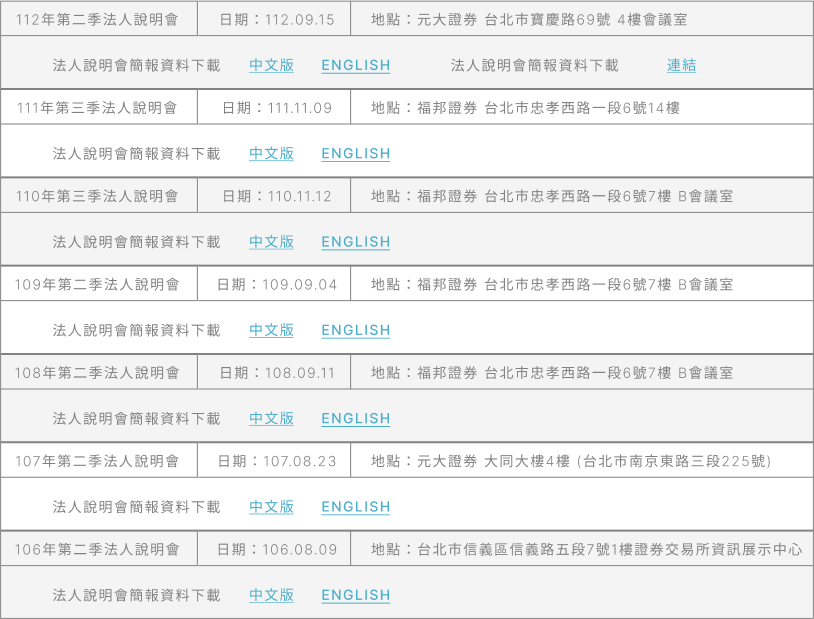 112年第二季法人說明會 日期：112.09.15 地點：元大證券 台北市寶慶路69號 4樓會議室
法人說明會簡報資料下載 中文版 ENGLISH 法人說明會簡報資料下載 連結
111年第三季法人說明會 日期：111.11.09 地點：福邦證券 台北市忠孝西路一段6號14樓
法人說明會簡報資料下載 中文版 ENGLISH
110年第三季法人說明會 日期：110.11.12 地點：福邦證券 台北市忠孝西路一段6號7樓 B會議室
法人說明會簡報資料下載 中文版 ENGLISH
109年第二季法人說明會 日期：109.09.04 地點：福邦證券 台北市忠孝西路一段6號7樓 B會議室
法人說明會簡報資料下載 中文版 ENGLISH
108年第二季法人說明會 日期：108.09.11 地點：福邦證券 台北市忠孝西路一段6號7樓 B會議室
法人說明會簡報資料下載 中文版 ENGLISH
107年第二季法人說明會 日期：107.08.23 地點：元大證券 大同大樓4樓 (台北市南京東路三段225號)
法人說明會簡報資料下載 中文版 ENGLISH
106年第二季法人說明會 日期：106.08.09 地點：台北市信義區信義路五段7號1樓證券交易所資訊展示中心
法人說明會簡報資料下載 中文版 ENGLISH